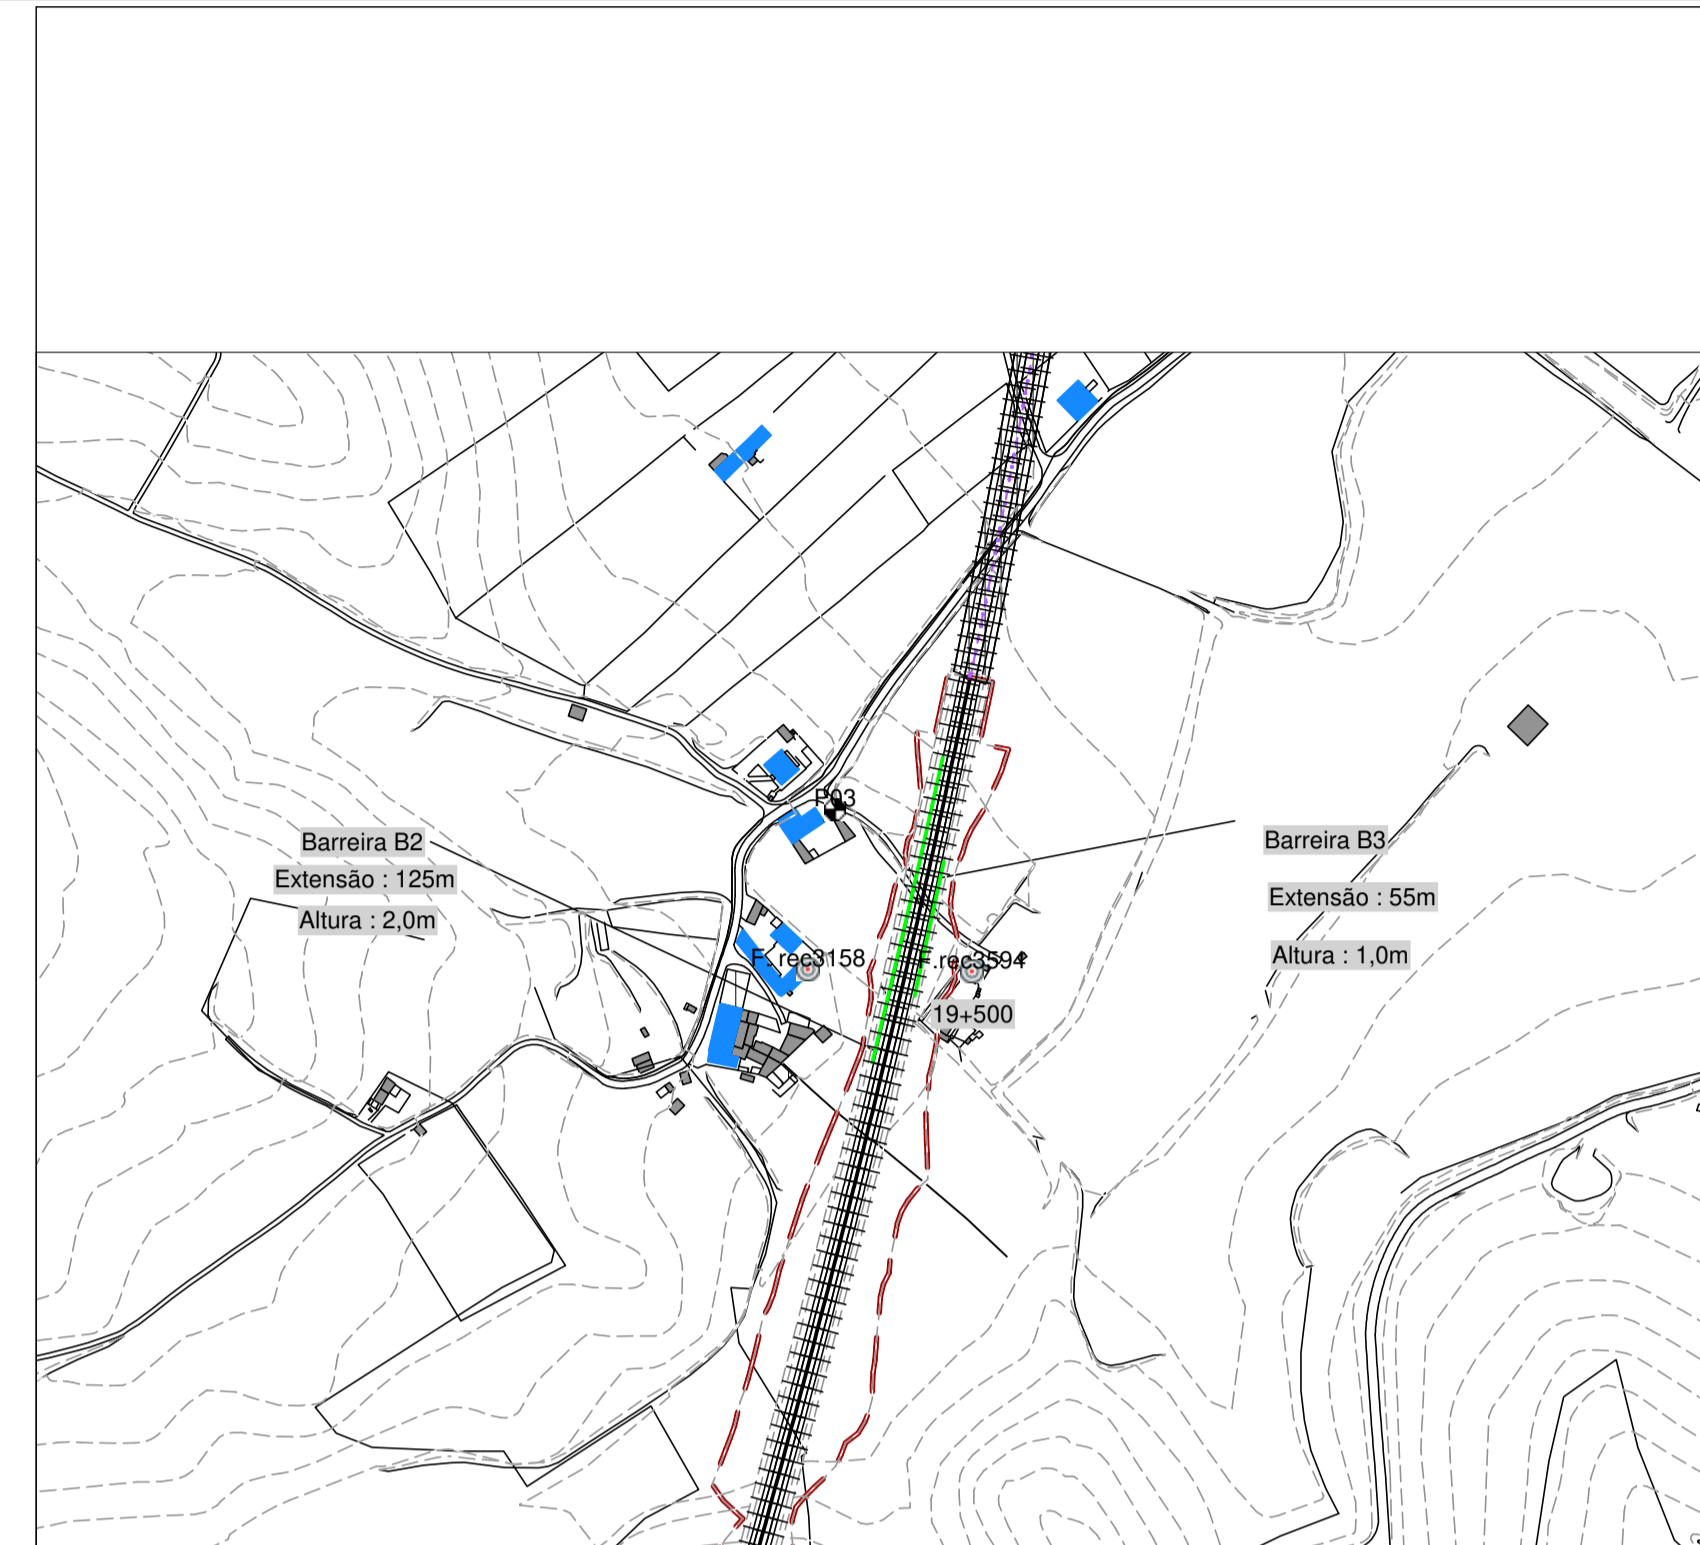 P03
Barreira B2
Extensão : 125m
Altura : 2,0m
Barreira B3
Extensão : 55m
Altura : 1,0m
F. rec3158
F.rec3594
19+500